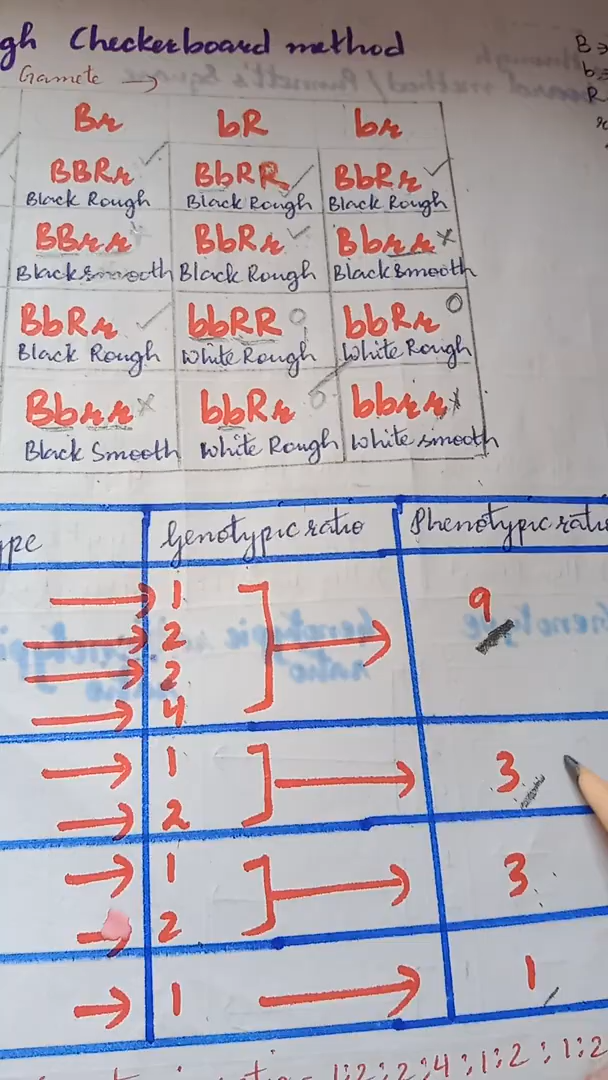 gh Checkerboard method
Gamete →
Br bR br
BBRr BbRR BbRr
Black Rough Black Rough Black Rough
BBrr BbRr Bbrr
Black smooth Black Rough Black smooth
BbRr bbRR bbRr
Black Rough White Rough White Rough
Bbrr bbRr bbrr
Black Smooth White Rough White smooth
B
b
R
r
ype Genotypic ratio Phenotypic ratio
1
2 9
2
4
1 3
2
1 3
2
1 1
1:2:2:4:1:2:1:2